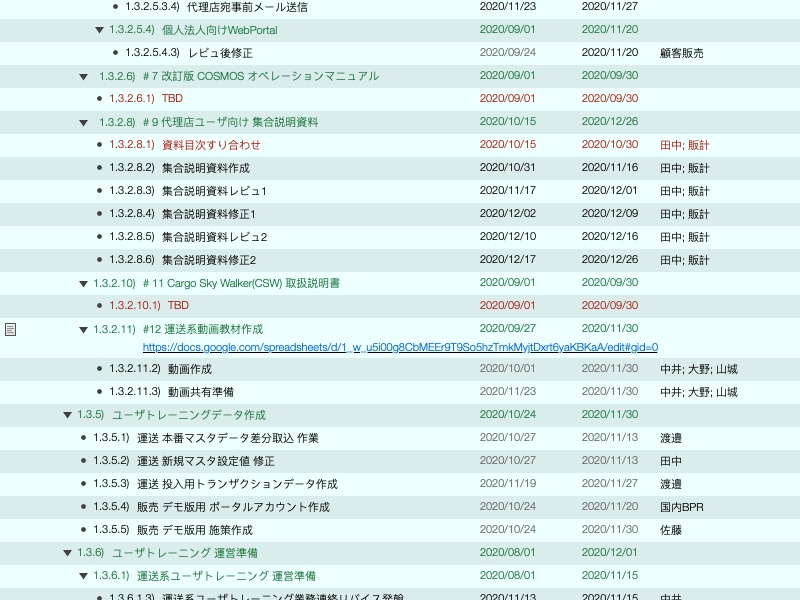 1.3.2.5.3.4) 代理店宛事前メール送信 2020/11/23 2020/11/27
1.3.2.5.4) 個人法人向けWebPortal 2020/09/01 2020/11/20
1.3.2.5.4.3) レビュ後修正 2020/09/24 2020/11/20 顧客販売
1.3.2.6) # 7 改訂版 COSMOS オペレーションマニュアル 2020/09/01 2020/09/30
1.3.2.6.1) TBD 2020/09/01 2020/09/30
1.3.2.8) # 9 代理店ユーザ向け 集合説明資料 2020/10/15 2020/12/26
1.3.2.8.1) 資料目次すり合わせ 2020/10/15 2020/10/30 田中; 販計
1.3.2.8.2) 集合説明資料作成 2020/10/31 2020/11/16 田中; 販計
1.3.2.8.3) 集合説明資料レビュ1 2020/11/17 2020/12/01 田中; 販計
1.3.2.8.4) 集合説明資料修正1 2020/12/02 2020/12/09 田中; 販計
1.3.2.8.5) 集合説明資料レビュ2 2020/12/10 2020/12/16 田中; 販計
1.3.2.8.6) 集合説明資料修正2 2020/12/17 2020/12/26 田中; 販計
1.3.2.10) # 11 Cargo Sky Walker(CSW) 取扱説明書 2020/09/01 2020/09/30
1.3.2.10.1) TBD 2020/09/01 2020/09/30
1.3.2.11) #12 運送系動画教材作成 2020/09/27 2020/11/30
https://docs.google.com/spreadsheets/d/1_w_u5i00g8CbMEEr9T9So5hzTmkMyjtDxrt6yaKBKaA/edit#gid=0
1.3.2.11.2) 動画作成 2020/10/01 2020/11/30 中井; 大野; 山城
1.3.2.11.3) 動画共有準備 2020/11/23 2020/11/30 中井; 大野; 山城
1.3.5) ユーザトレーニングデータ作成 2020/10/24 2020/11/30
1.3.5.1) 運送 本番マスタデータ差分取込 作業 2020/10/27 2020/11/13 渡邉
1.3.5.2) 運送 新規マスタ設定値 修正 2020/10/27 2020/11/13 田中
1.3.5.3) 運送 投入用トランザクションデータ作成 2020/11/19 2020/11/27 渡邉
1.3.5.4) 販売 デモ版用 ポータルアカウント作成 2020/10/24 2020/11/20 国内BPR
1.3.5.5) 販売 デモ版用 施策作成 2020/10/24 2020/11/30 佐藤
1.3.6) ユーザトレーニング 運営準備 2020/08/01 2020/12/01
1.3.6.1) 運送系ユーザトレーニング 運営準備 2020/08/01 2020/11/15
1.3.6.1.3) 運送系ユーザトレーニング業務連絡リバイス発翰 2020/11/13 2020/11/15 中井